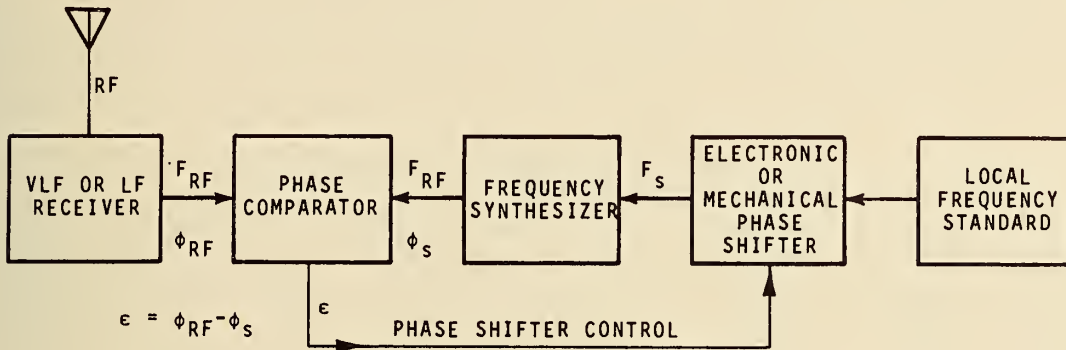 RF
VLF OR LF
RECEIVER
F_RF
φ_RF
PHASE
COMPARATOR
F_RF
φ_s
FREQUENCY
SYNTHESIZER
F_s
ELECTRONIC
OR
MECHANICAL
PHASE
SHIFTER
LOCAL
FREQUENCY
STANDARD
ε = φ_RF-φ_s
ε
PHASE SHIFTER CONTROL